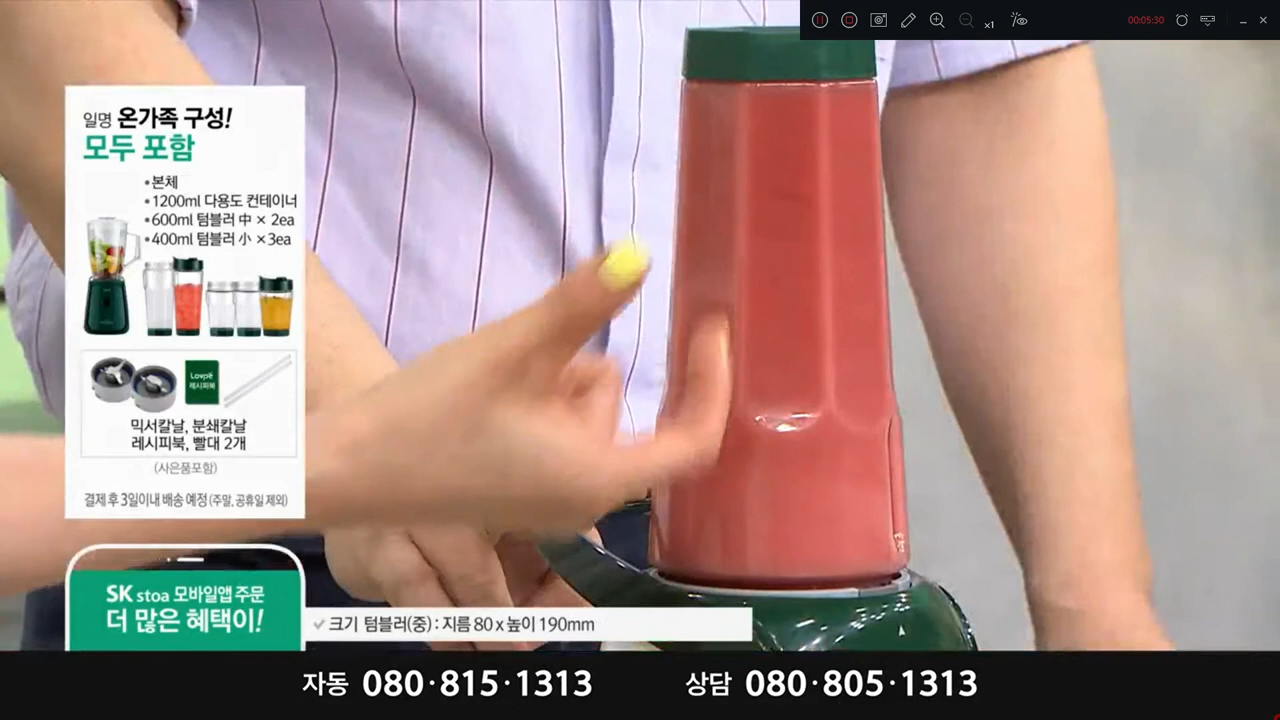 x1
00:05:30
일명 온가족 구성!
모두 포함
•본체
•1200ml 다용도 컨테이너
•600ml 텀블러 中 × 2ea
•400ml 텀블러 小 ×3ea
Lovpē
레시피북
믹서칼날, 분쇄칼날
레시피북, 빨대 2개
(사은품포함)
결제 후 3일이내 배송 예정 (주말, 공휴일 제외)
SK stoa 모바일앱 주문
더 많은 혜택이!
크기 텀블러(중) : 지름 80 x 높이 190mm
자동 080·815·1313 상담 080·805·1313